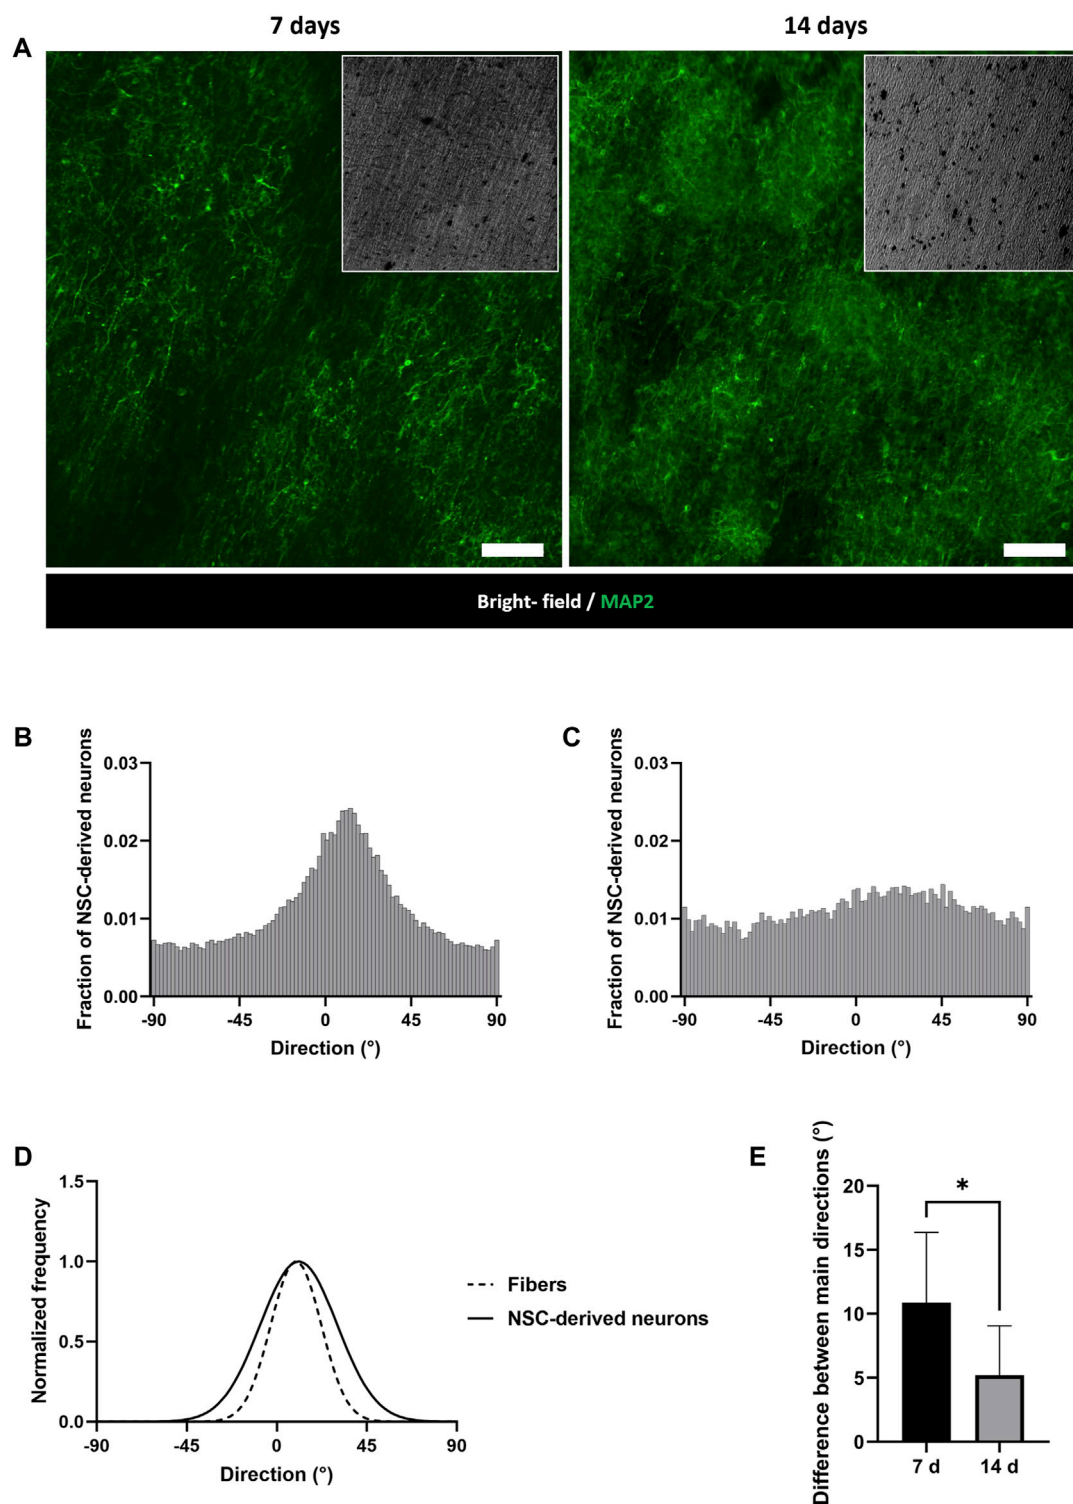 7 days
14 days
A
Bright- field / MAP2
B
Fraction of NSC-derived neurons
0.03
0.02
0.01
0.00
-90
-45
0
45
90
Direction (°)
C
Fraction of NSC-derived neurons
0.03
0.02
0.01
0.00
-90
-45
0
45
90
Direction (°)
D
Normalized frequency
1.5
1.0
0.5
0.0
-90
-45
0
45
90
Direction (°)
Fibers
NSC-derived neurons
E
Difference between main directions (°)
20
15
10
5
0
*
7 d
14 d